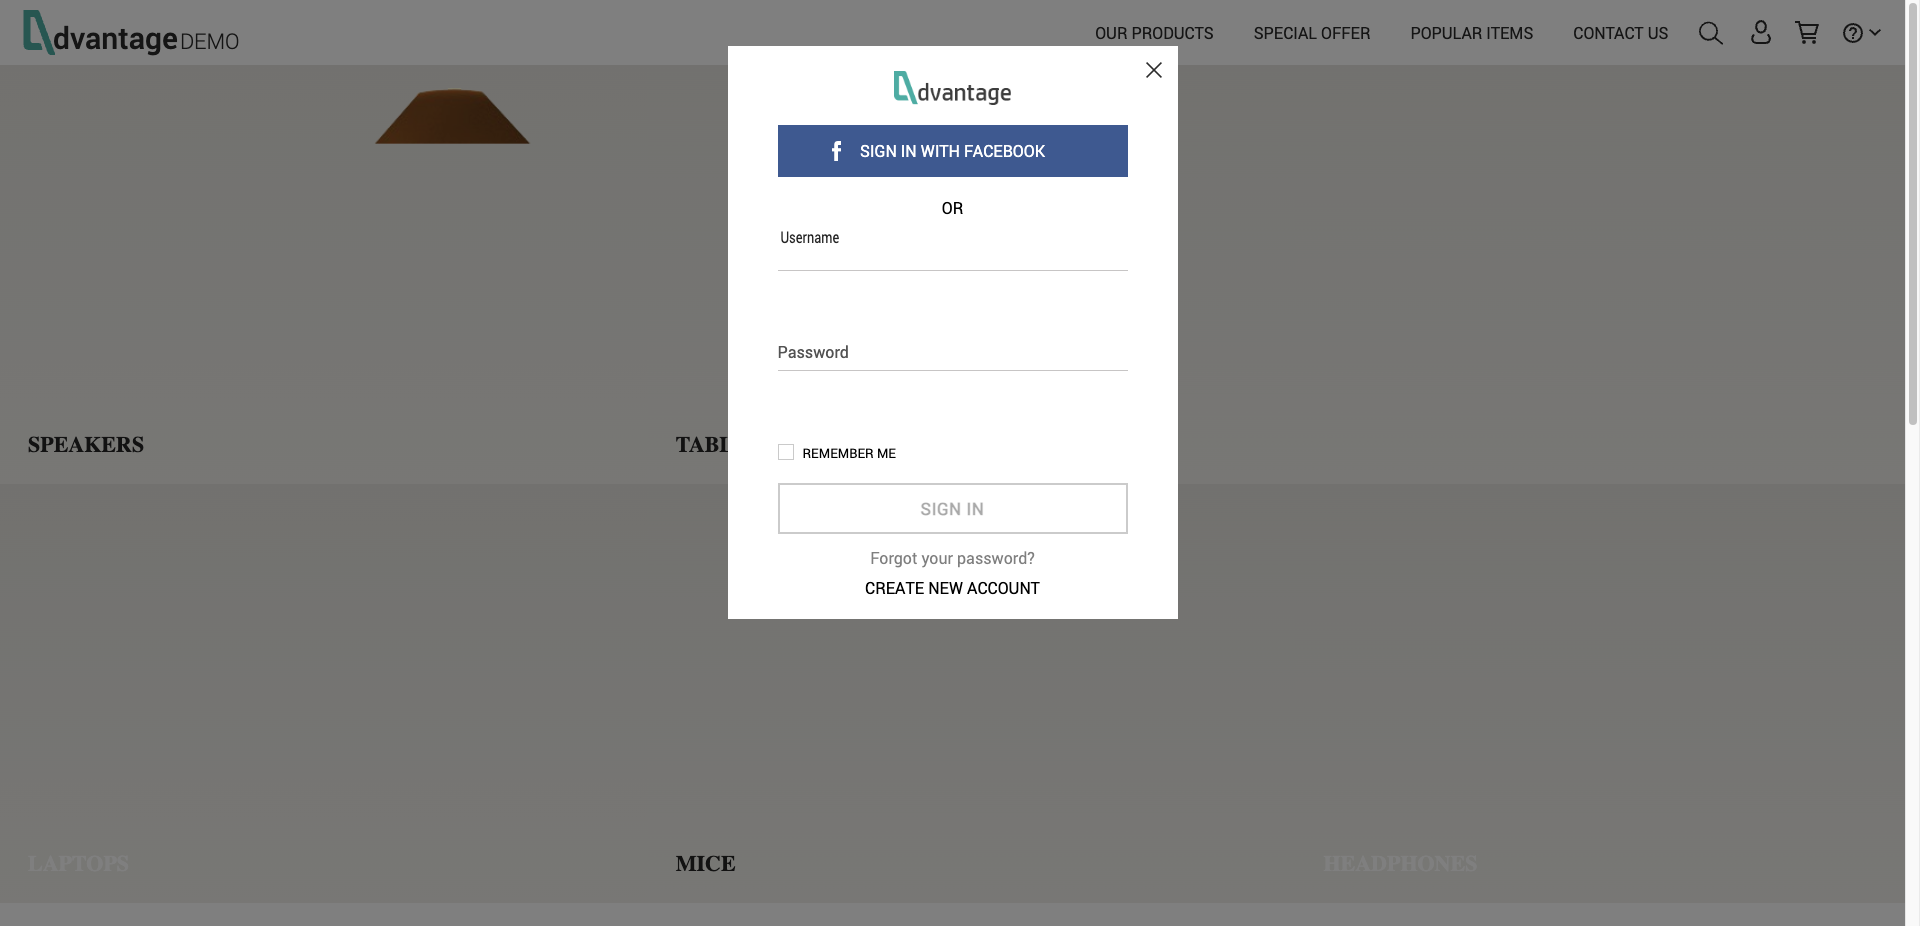 dvantage DEMO
OUR PRODUCTS SPECIAL OFFER POPULAR ITEMS CONTACT US
dvantage
SIGN IN WITH FACEBOOK
OR
Username
Password
SPEAKERS
TABL
REMEMBER ME
SIGN IN
Forgot your password?
CREATE NEW ACCOUNT
LAPTOPS
MICE
HEADPHONES